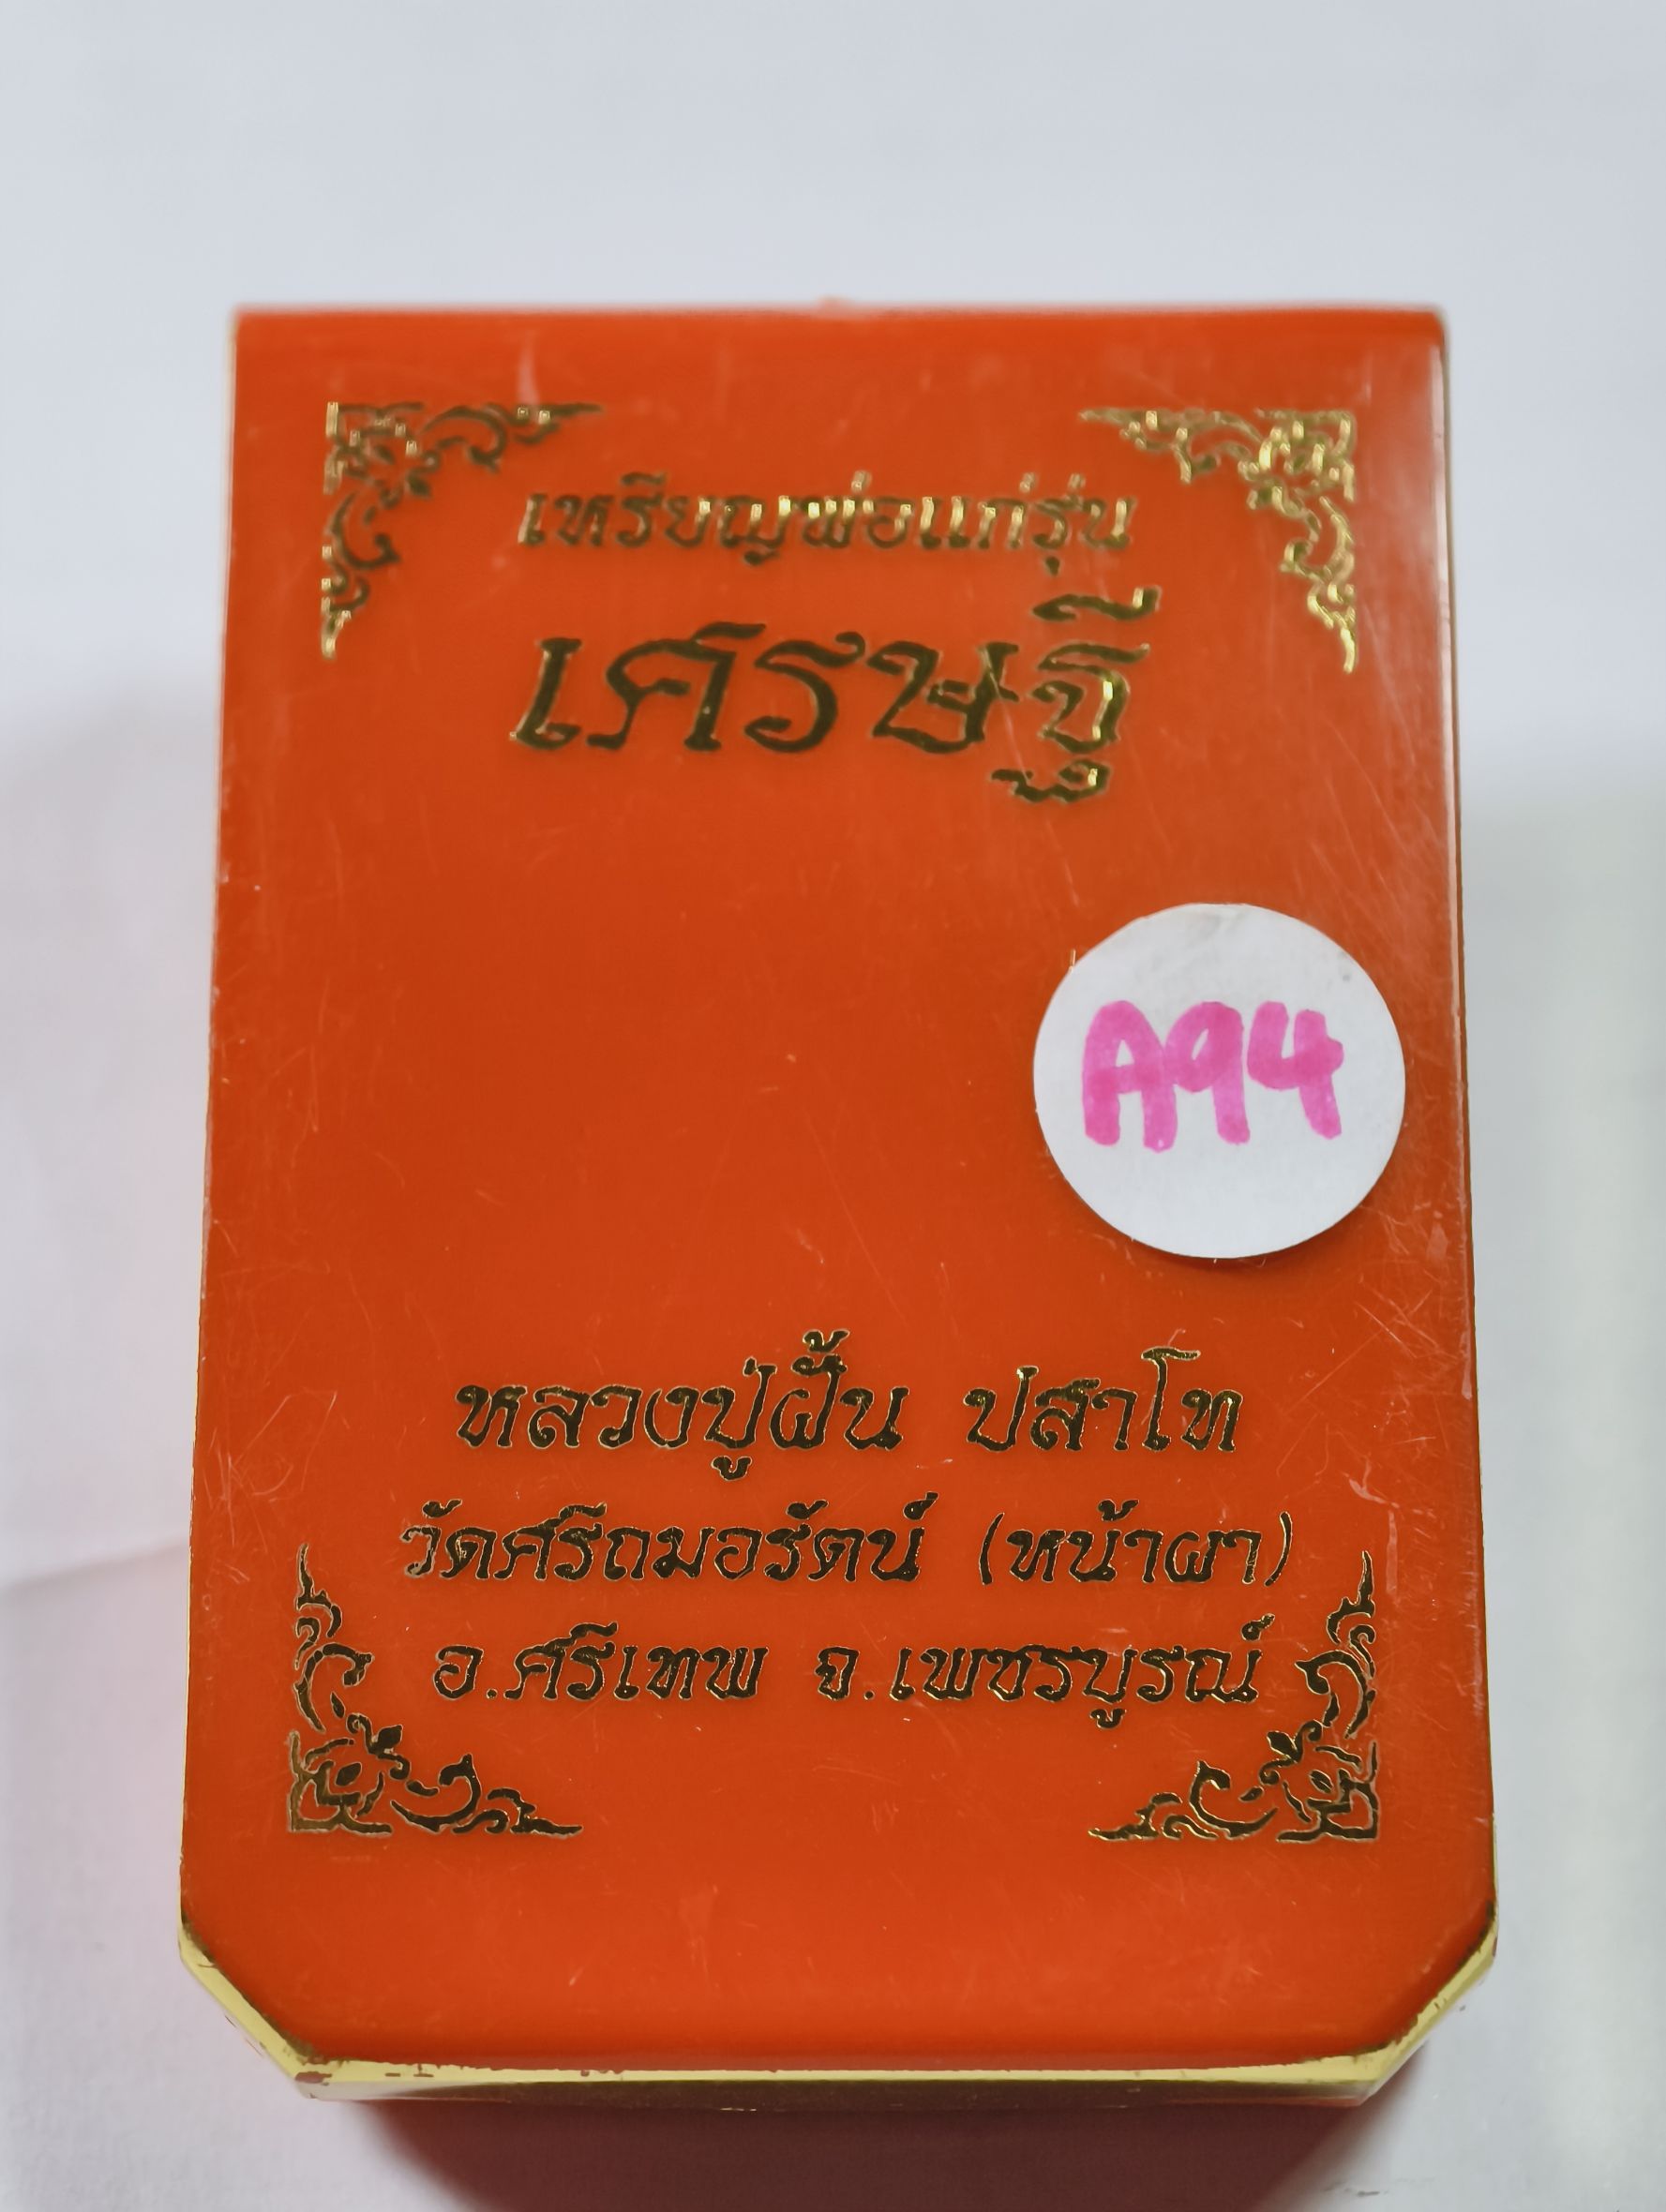 เหรียญพ่อแก่รุ่น
เศรษฐี
A94
หลวงปู่ฝั้น ปสาโท
วัดศรีถมอรัตน์ (หน้าผา)
อ.ศรีเทพ จ.เพชรบูรณ์